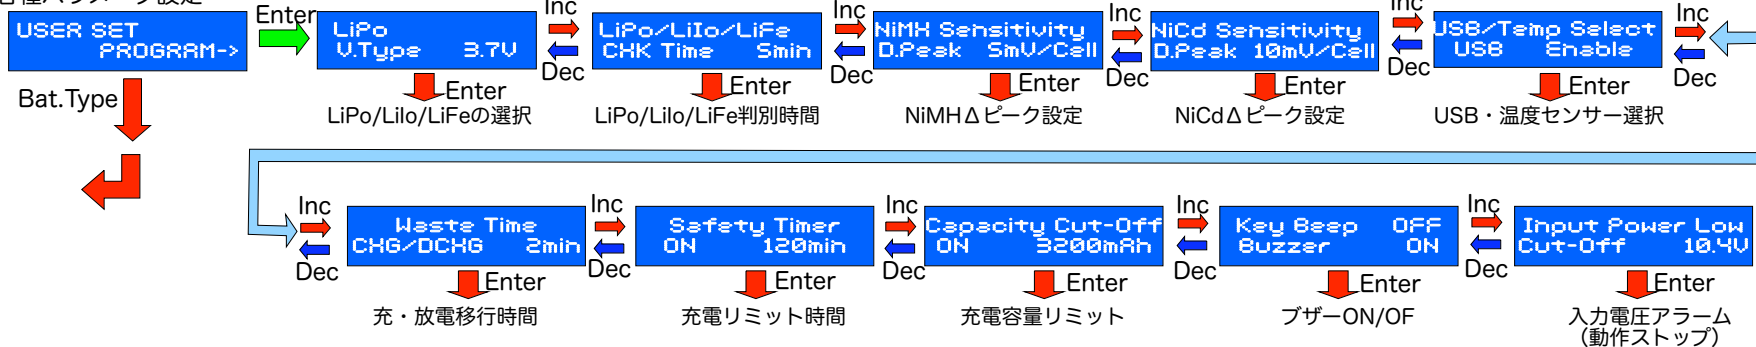 各種パラメータ設定
USER SET
PROGRAM->
Enter
LiPo
V.Type 3.7V
Inc
Dec
LiPo/LiIo/LiFe
CHK Time 5min
Inc
Dec
NiMH Sensitivity
D.Peak 5mV/Cell
Inc
Dec
NiCd Sensitivity
D.Peak 10mV/Cell
Inc
Dec
USB/Temp Select
USB Enable
Inc
Dec
Bat.Type
Enter
LiPo/LiIo/LiFeの選択
Enter
LiPo/LiIo/LiFe判別時間
Enter
NiMHΔピーク設定
Enter
NiCdΔピーク設定
Enter
USB・温度センサー選択
Inc
Dec
Waste Time
CHG/DCHG 2min
Inc
Dec
Safety Timer
ON 120min
Inc
Dec
Capacity Cut-Off
ON 3200mAh
Inc
Dec
Key Beep OFF
Buzzer ON
Inc
Dec
Input Power Low
Cut-Off 10.4V
Enter
充・放電移行時間
Enter
充電リミット時間
Enter
充電容量リミット
Enter
ブザーON/OF
Enter
入力電圧アラーム
（動作ストップ）